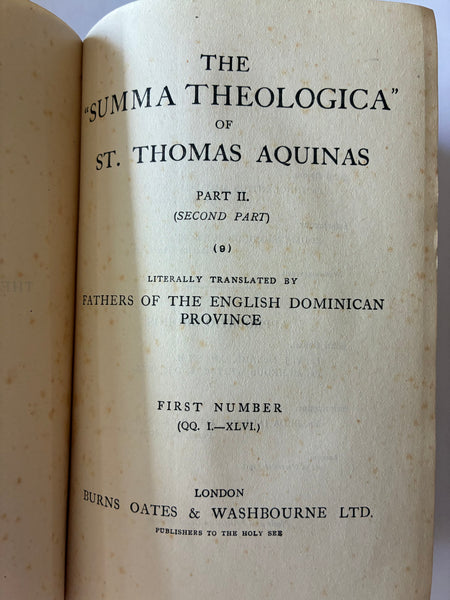 THE
"SUMMA THEOLOGICA"
OF
ST. THOMAS AQUINAS
PART II.
(SECOND PART)
(9)
LITERALLY TRANSLATED BY
FATHERS OF THE ENGLISH DOMINICAN
PROVINCE
FIRST NUMBER
(QQ. I.—XLVI.)
LONDON
BURNS OATES & WASHBOURNE LTD.
PUBLISHERS TO THE HOLY SEE